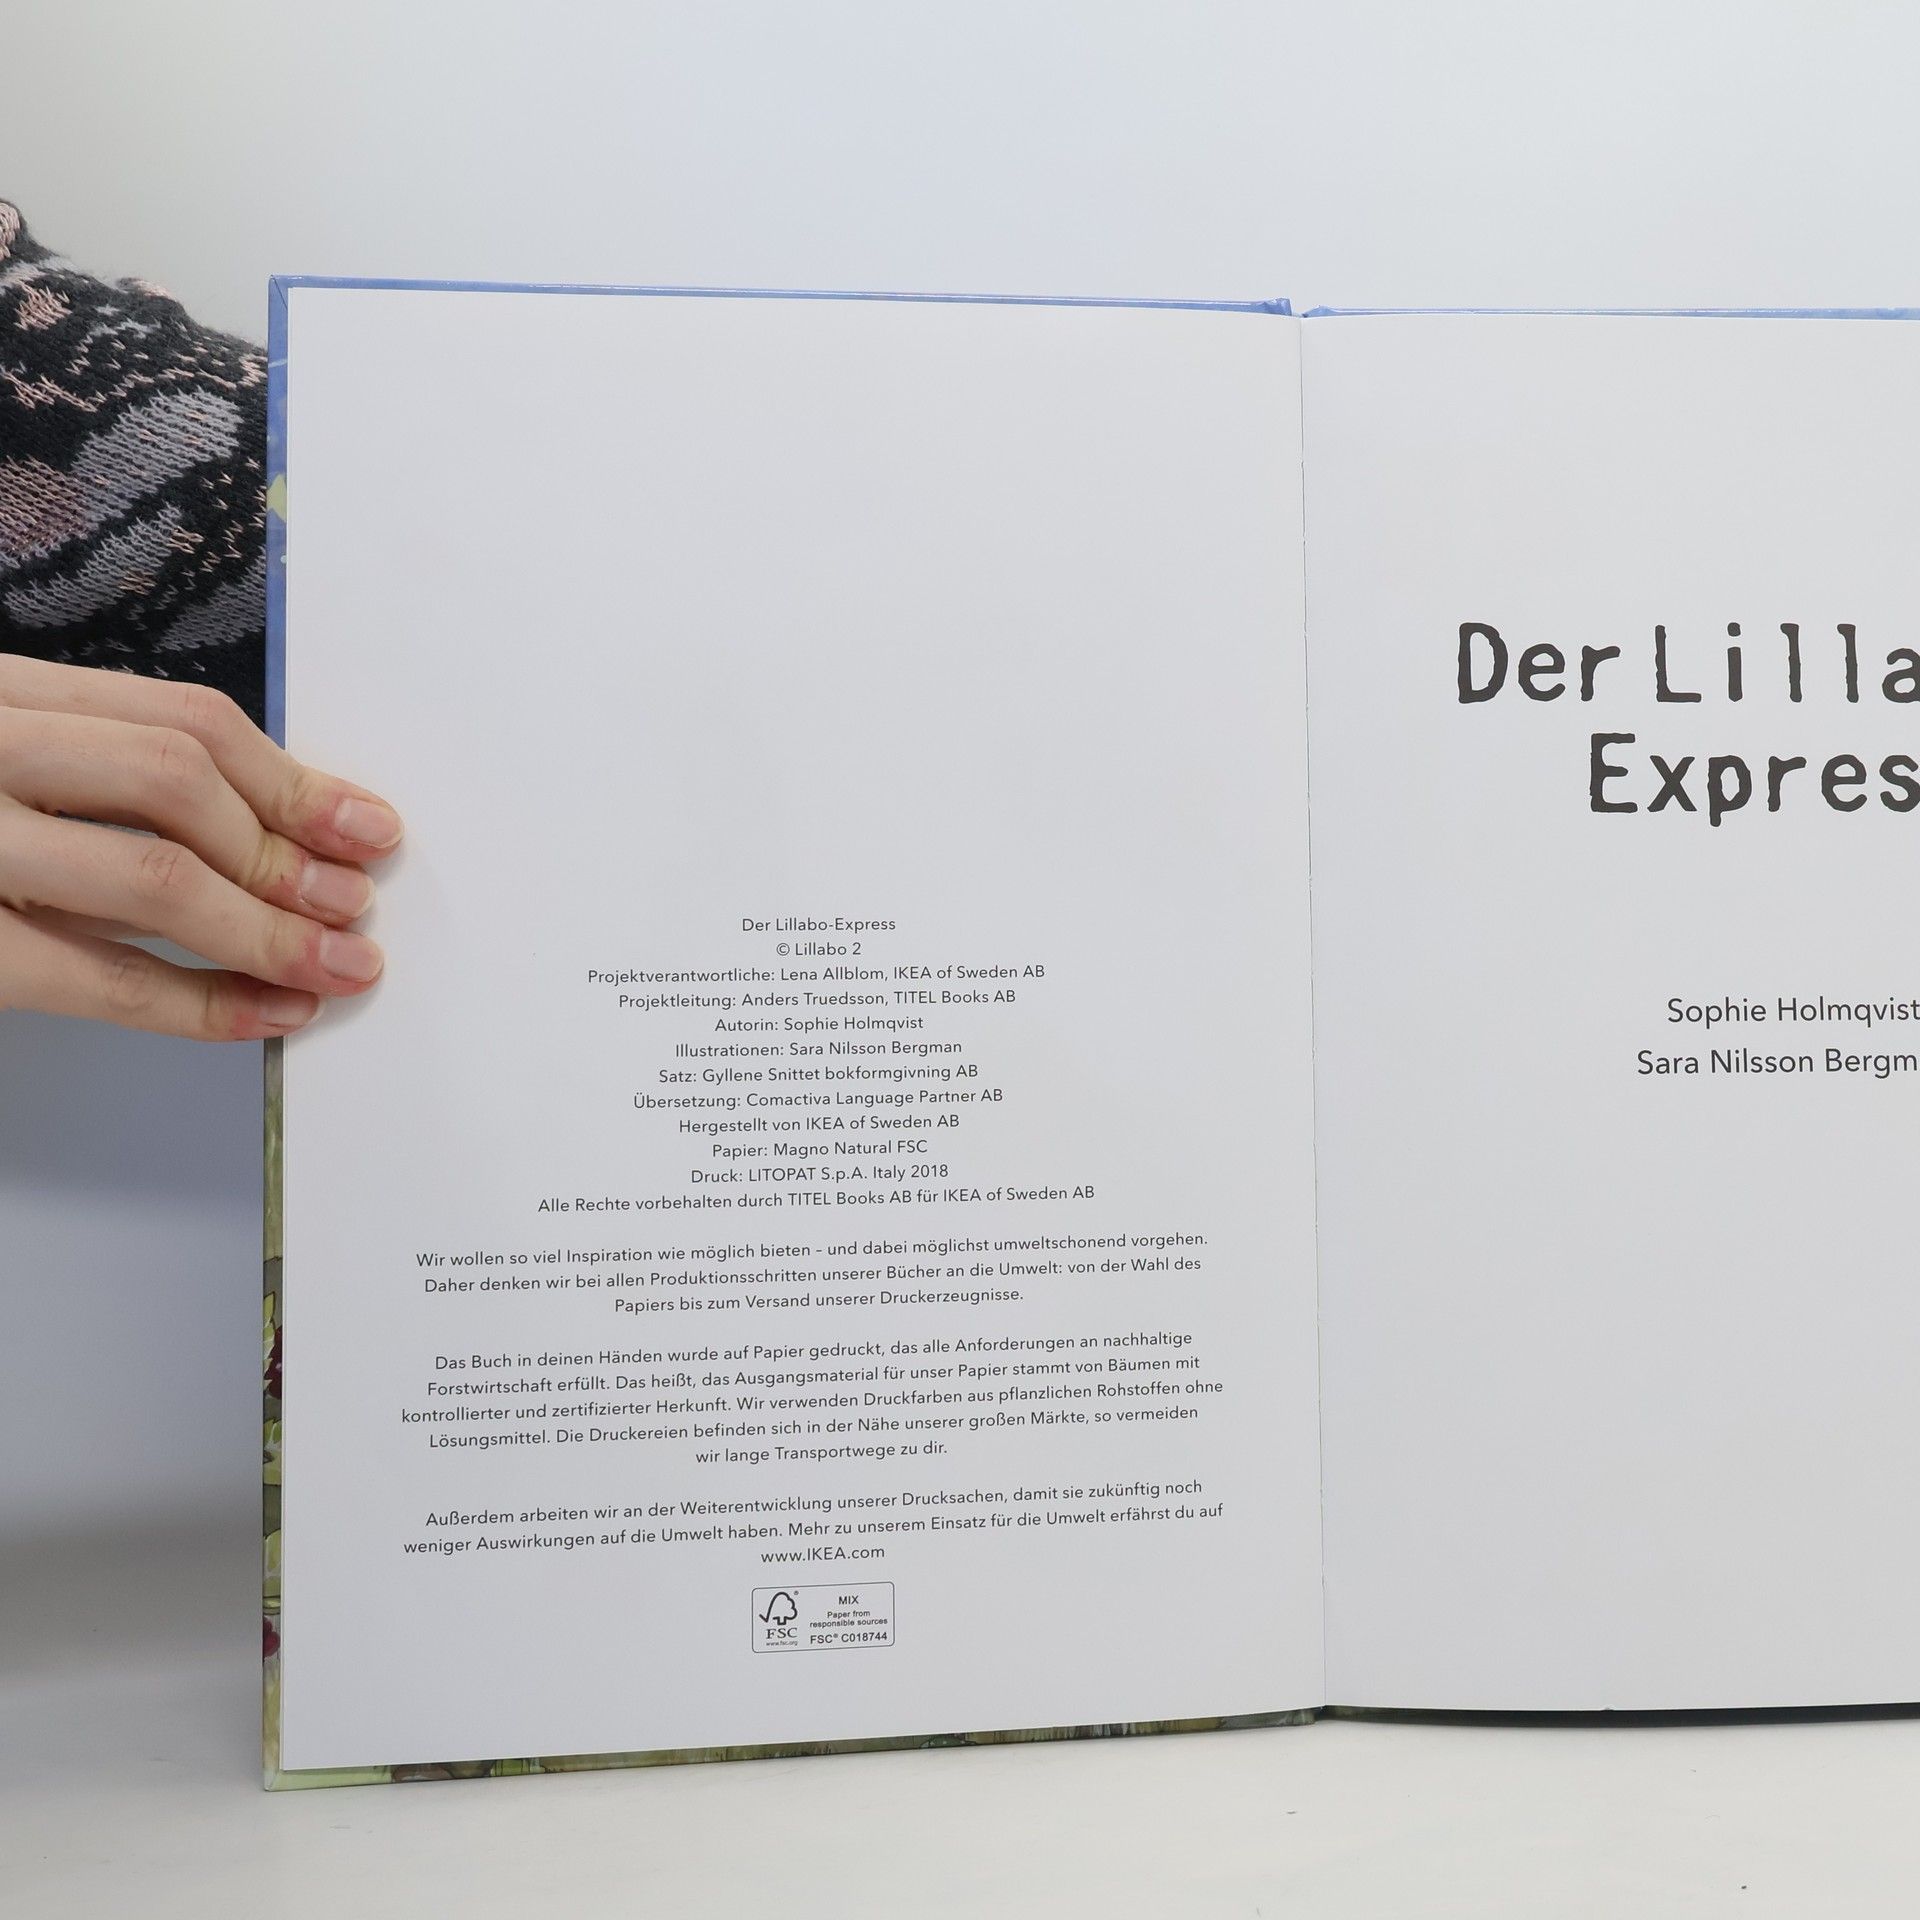 Der Lillabo-Express
© Lillabo 2
Projektverantwortliche: Lena Allblom, IKEA of Sweden AB
Projektleitung: Anders Truedsson, TITEL Books AB
Autorin: Sophie Holmqvist
Illustrationen: Sara Nilsson Bergman
Satz: Gyllene Snittet bokformgivning AB
Übersetzung: Comactiva Language Partner AB
Hergestellt von IKEA of Sweden AB
Papier: Magno Natural FSC
Druck: LITOPAT S.p.A. Italy 2018
Alle Rechte vorbehalten durch TITEL Books AB für IKEA of Sweden AB
Wir wollen so viel Inspiration wie möglich bieten – und dabei möglichst umweltschonend vorgehen.
Daher denken wir bei allen Produktionsschritten unserer Bücher an die Umwelt: von der Wahl des
Papiers bis zum Versand unserer Druckerzeugnisse.
Das Buch in deinen Händen wurde auf Papier gedruckt, das alle Anforderungen an nachhaltige
Forstwirtschaft erfüllt. Das heißt, das Ausgangsmaterial für unser Papier stammt von Bäumen mit
kontrollierter und zertifizierter Herkunft. Wir verwenden Druckfarben aus pflanzlichen Rohstoffen ohne
Lösungsmittel. Die Druckereien befinden sich in der Nähe unserer großen Märkte, so vermeiden
wir lange Transportwege zu dir.
Außerdem arbeiten wir an der Weiterentwicklung unserer Drucksachen, damit sie zukünftig noch
weniger Auswirkungen auf die Umwelt haben. Mehr zu unserem Einsatz für die Umwelt erfährst du auf
www.IKEA.com
FSC
www.fsc.org
MIX
Paper from
responsible sources
FSC® C018744
Der Lilla
Expres
Sophie Holmqvist
Sara Nilsson Bergm